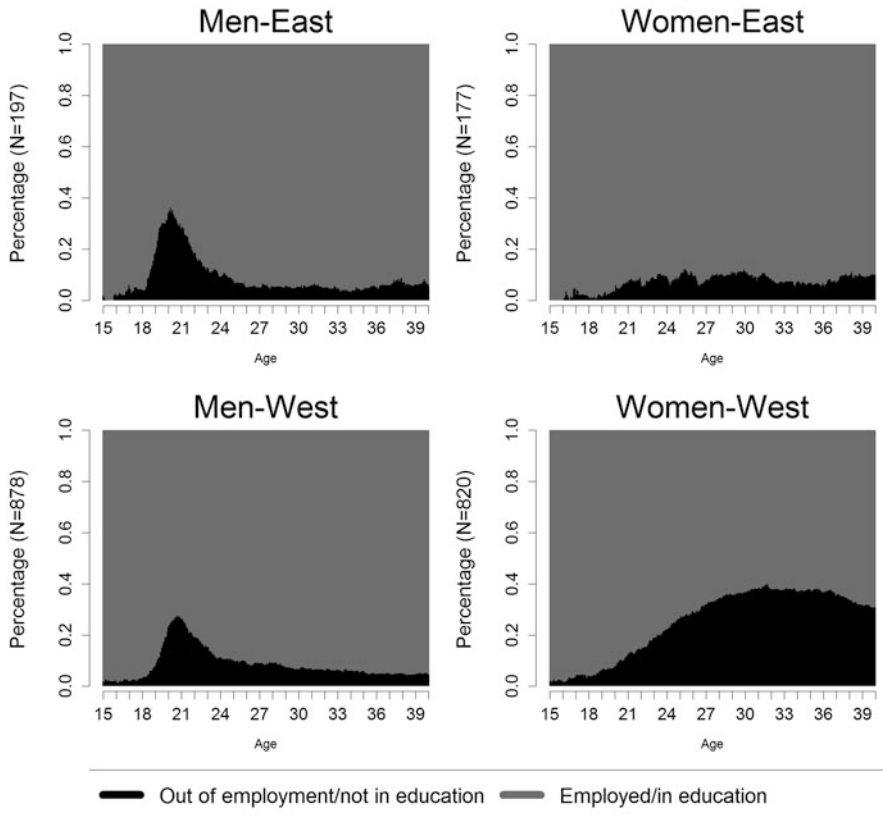 Men-East
Percentage (N=197)
1.0
0.8
0.6
0.4
0.2
0.0
15 18 21 24 27 30 33 36 39
Age
Women-East
Percentage (N=177)
1.0
0.8
0.6
0.4
0.2
0.0
15 18 21 24 27 30 33 36 39
Age
Men-West
Percentage (N=878)
1.0
0.8
0.6
0.4
0.2
0.0
15 18 21 24 27 30 33 36 39
Age
Women-West
Percentage (N=820)
1.0
0.8
0.6
0.4
0.2
0.0
15 18 21 24 27 30 33 36 39
Age
Out of employment/not in education Employed/in education